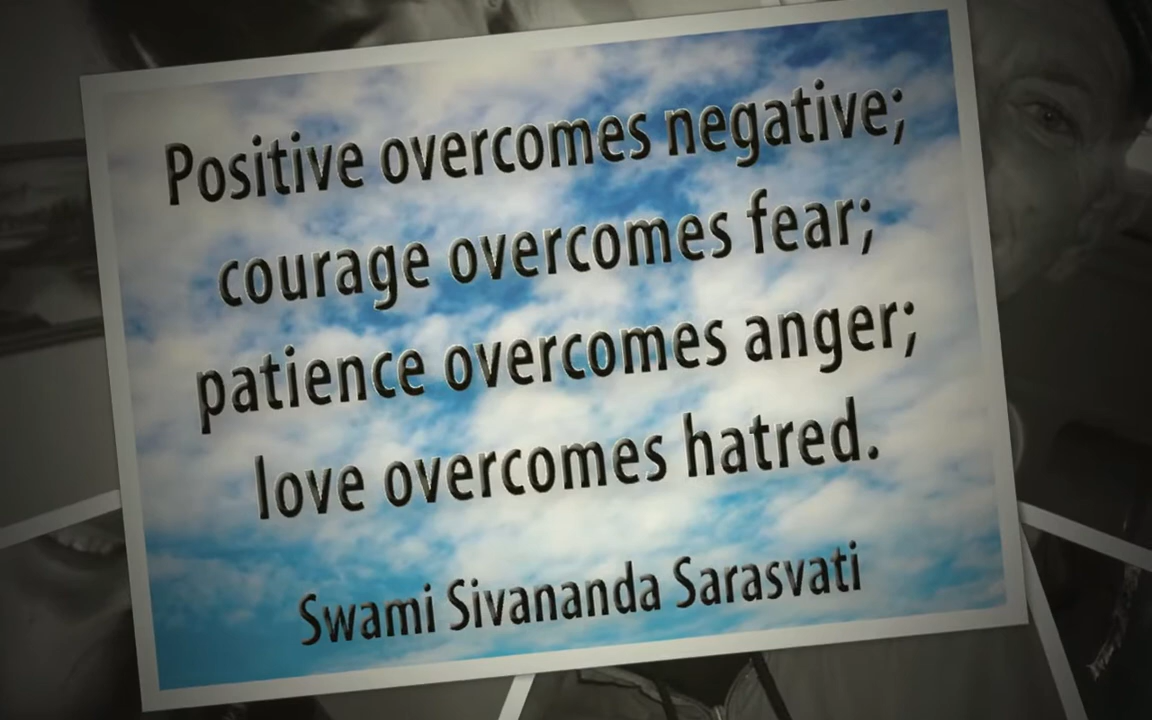 Positive overcomes negative;
courage overcomes fear;
patience overcomes anger;
love overcomes hatred.
Swami Sivananda Sarasvati